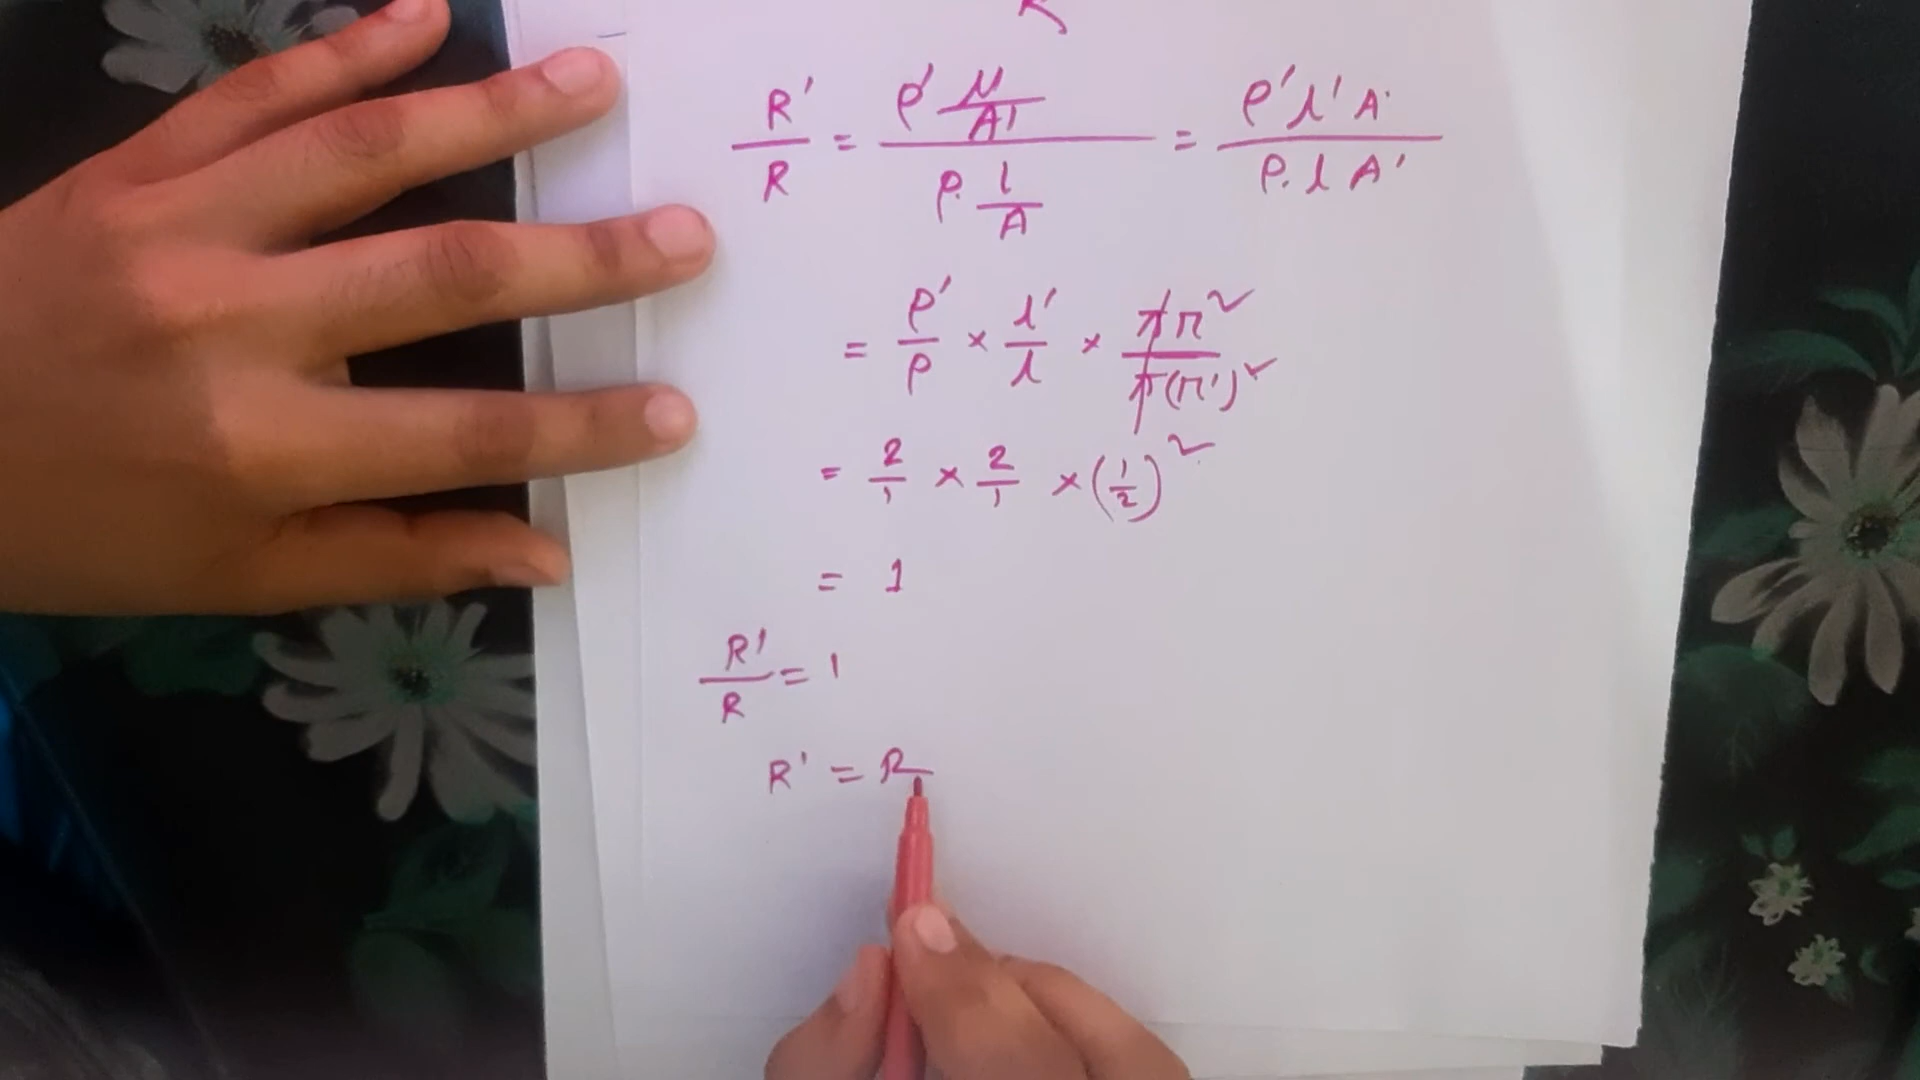 R'/R = (ρ' l'/A')/(ρ. l/A) = ρ' l' A/ρ. l A'
= ρ'/ρ × l'/l × πr²/π(r')²
= 2/1 × 2/1 × (1/2)²
= 1
R'/R = 1
R' = R